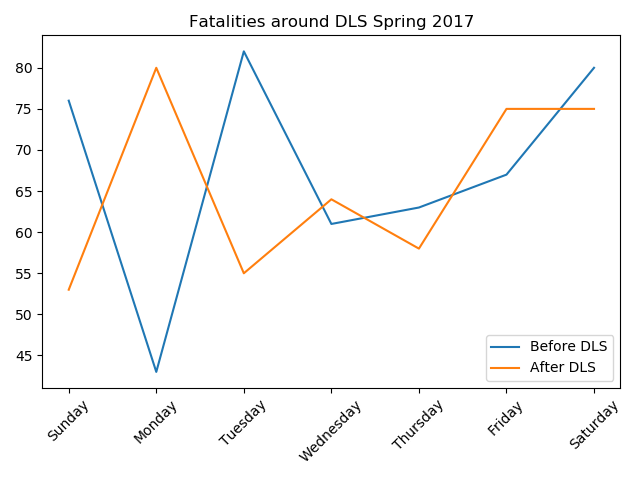 Fatalities around DLS Spring 2017
80
75
70
65
60
55
50
45
Before DLS
After DLS
Sunday
Monday
Tuesday
Wednesday
Thursday
Friday
Saturday